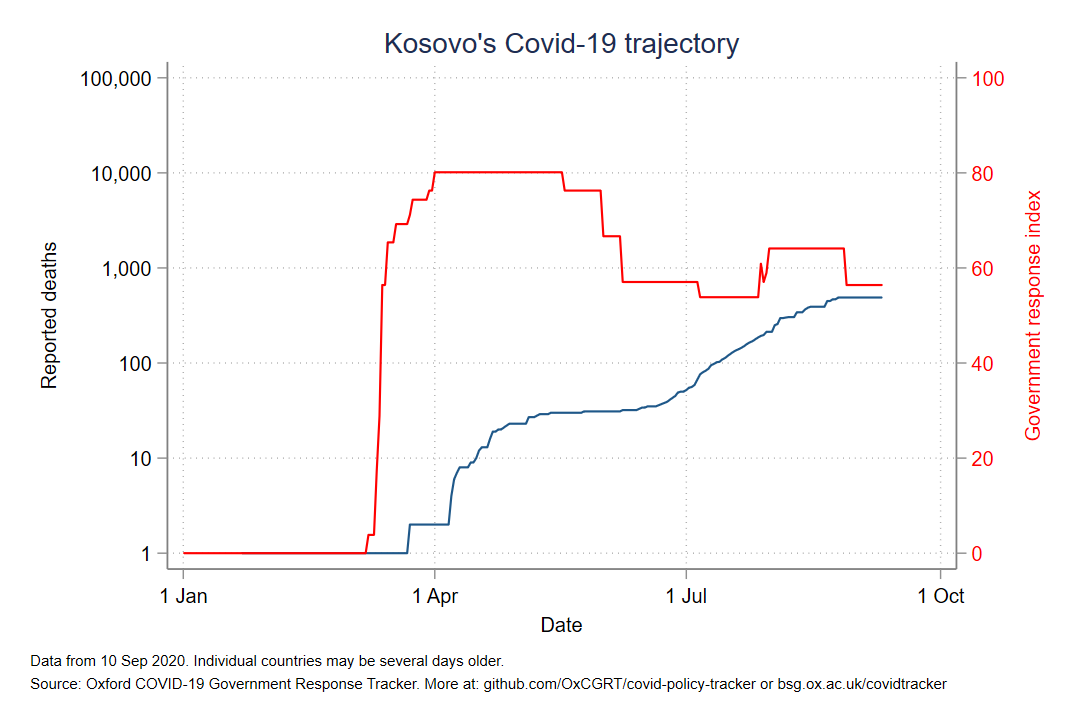 Kosovo's Covid-19 trajectory
100,000
10,000
1,000
100
10
1
Reported deaths
100
80
60
40
20
0
Government response index
1 Jan
1 Apr
1 Jul
1 Oct
Date
Data from 10 Sep 2020. Individual countries may be several days older.
Source: Oxford COVID-19 Government Response Tracker. More at: github.com/OxCGRT/covid-policy-tracker or bsg.ox.ac.uk/covidtracker